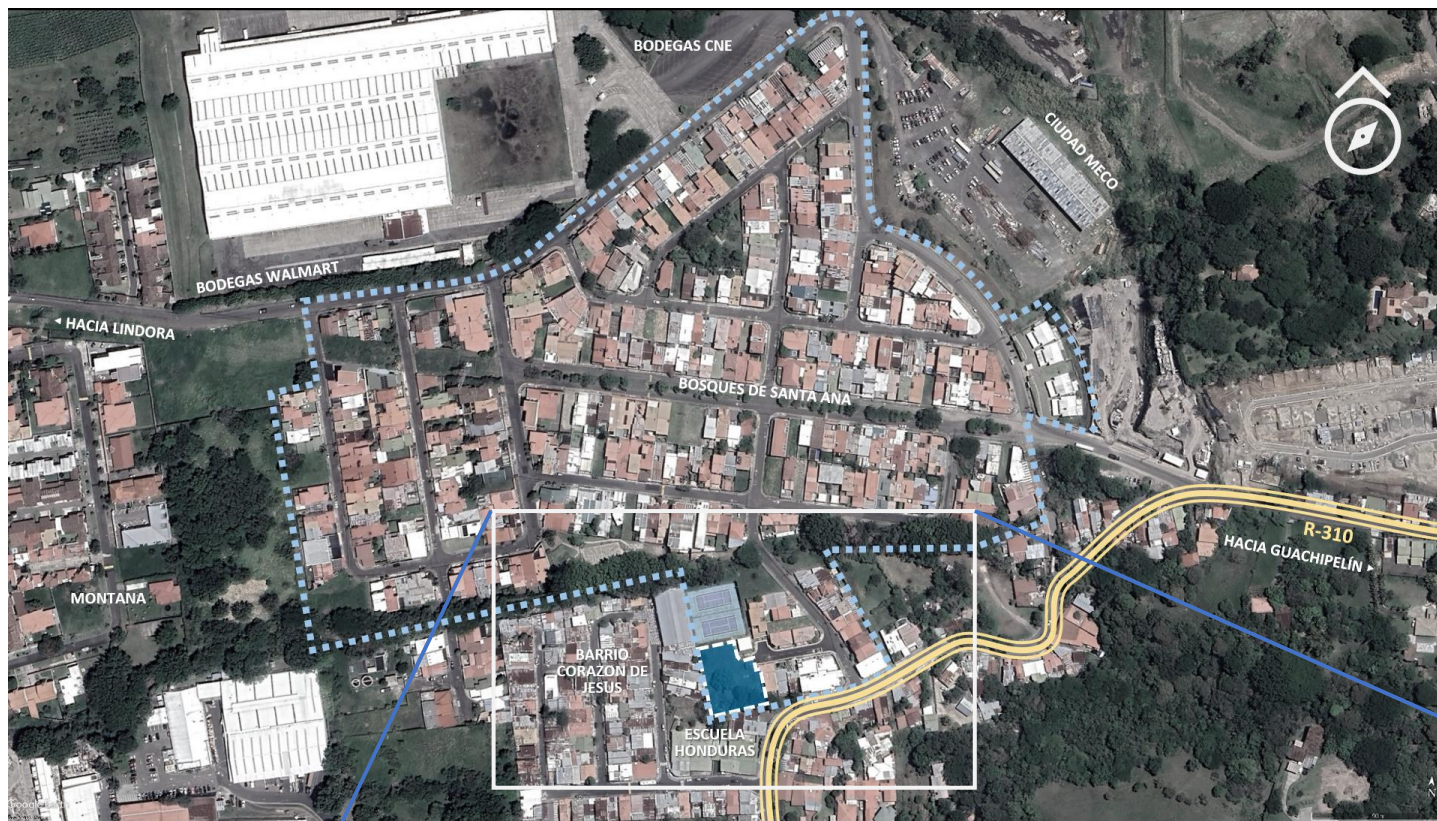 BODEGAS CNE
CIUDAD MECO
BODEGAS WALMART
◄ HACIA LINDORA
BOSQUES DE SANTA ANA
R-310
HACIA GUACHIPELÍN ►
MONTANA
BARRIO
CORAZON DE
JESUS
ESCUELA
HONDURAS
N